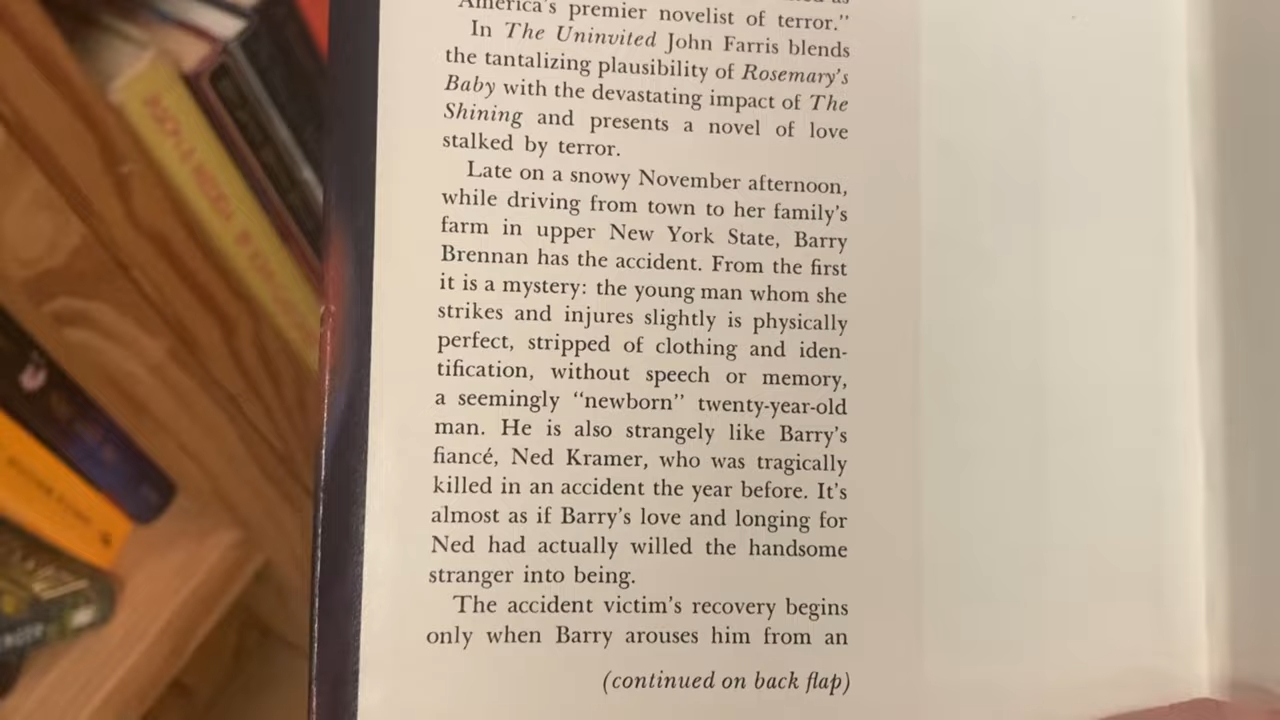 as
America's premier novelist of terror."
In The Uninvited John Farris blends
the tantalizing plausibility of Rosemary's
Baby with the devastating impact of The
Shining and presents a novel of love
stalked by terror.
Late on a snowy November afternoon,
while driving from town to her family's
farm in upper New York State, Barry
Brennan has the accident. From the first
it is a mystery: the young man whom she
strikes and injures slightly is physically
perfect, stripped of clothing and iden-
tification, without speech or memory,
a seemingly "newborn" twenty-year-old
man. He is also strangely like Barry's
fiancé, Ned Kramer, who was tragically
killed in an accident the year before. It's
almost as if Barry's love and longing for
Ned had actually willed the handsome
stranger into being.
The accident victim's recovery begins
only when Barry arouses him from an
(continued on back flap)